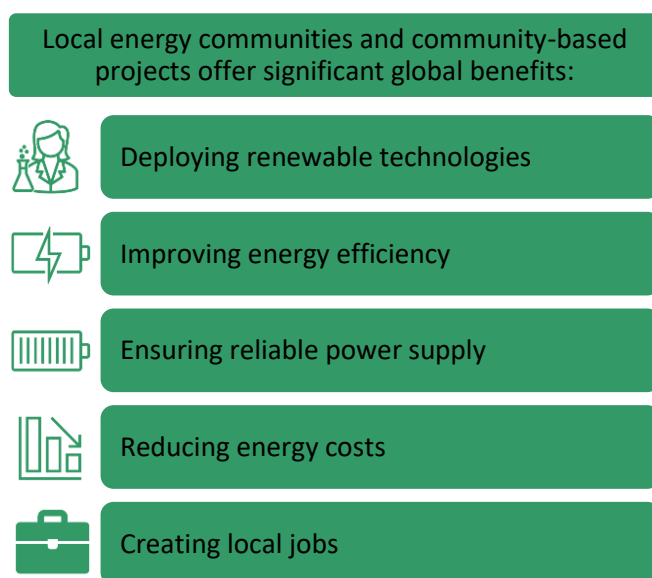 Local energy communities and community-based
projects offer significant global benefits:
Deploying renewable technologies
Improving energy efficiency
Ensuring reliable power supply
Reducing energy costs
Creating local jobs